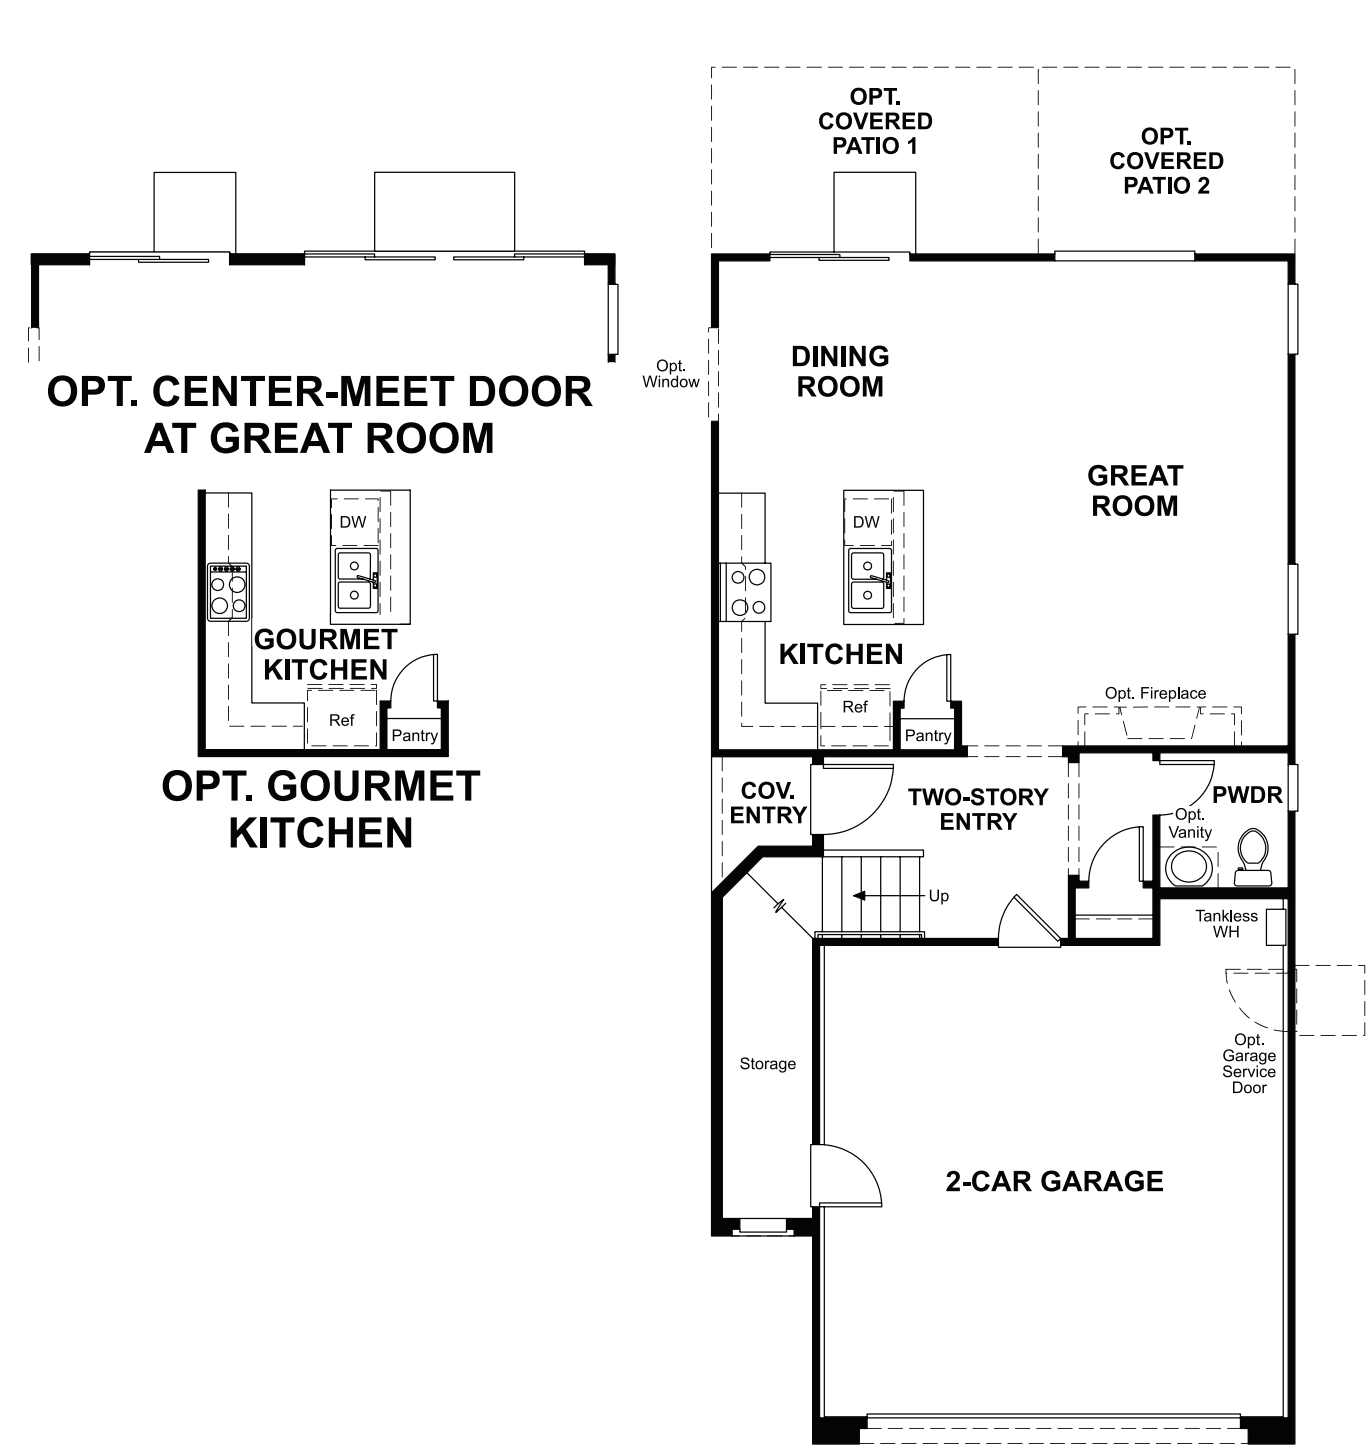 OPT.
COVERED
PATIO 1
OPT.
COVERED
PATIO 2
Opt.
Window
DINING
ROOM
OPT. CENTER-MEET DOOR
AT GREAT ROOM
GREAT
ROOM
DW
GOURMET
KITCHEN
Ref
Pantry
OPT. GOURMET
KITCHEN
DW
KITCHEN
Ref
Pantry
Opt. Fireplace
COV.
ENTRY
TWO-STORY
ENTRY
PWDR
Opt.
Vanity
Up
Tankless
WH
Opt.
Garage
Service
Door
Storage
2-CAR GARAGE